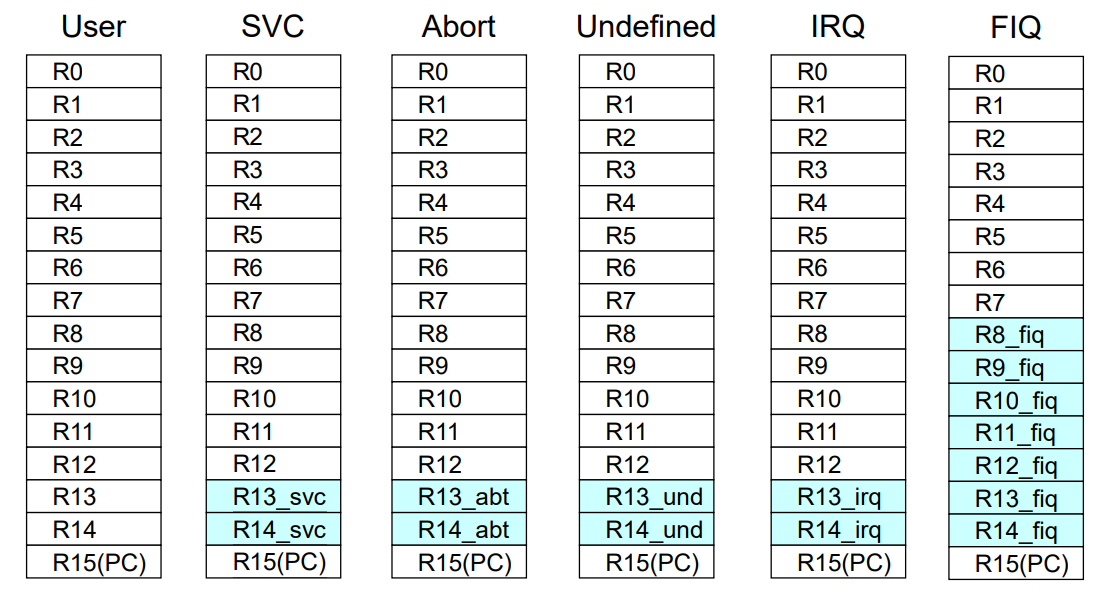 User SVC Abort Undefined IRQ FIQ
R0 R0 R0 R0 R0 R0
R1 R1 R1 R1 R1 R1
R2 R2 R2 R2 R2 R2
R3 R3 R3 R3 R3 R3
R4 R4 R4 R4 R4 R4
R5 R5 R5 R5 R5 R5
R6 R6 R6 R6 R6 R6
R7 R7 R7 R7 R7 R7
R8 R8 R8 R8 R8 R8_fiq
R9 R9 R9 R9 R9 R9_fiq
R10 R10 R10 R10 R10 R10_fiq
R11 R11 R11 R11 R11 R11_fiq
R12 R12 R12 R12 R12 R12_fiq
R13 R13_svc R13_abt R13_und R13_irq R13_fiq
R14 R14_svc R14_abt R14_und R14_irq R14_fiq
R15(PC) R15(PC) R15(PC) R15(PC) R15(PC) R15(PC)